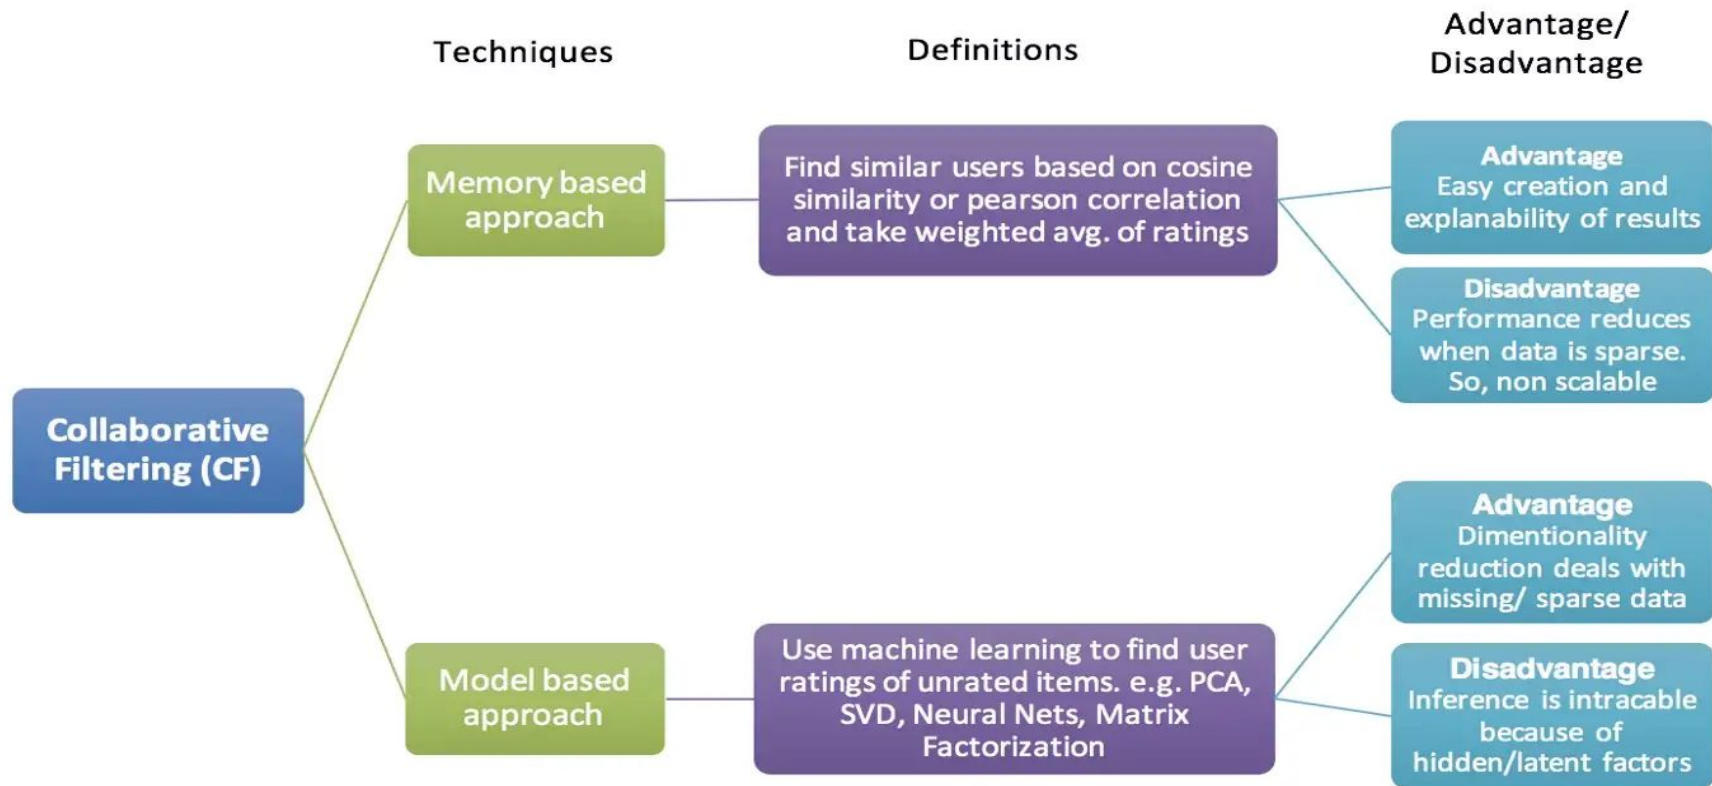 Techniques
Definitions
Advantage/
Disadvantage
Collaborative
Filtering (CF)
Memory based
approach
Find similar users based on cosine
similarity or pearson correlation
and take weighted avg. of ratings
Advantage
Easy creation and
explanability of results
Disadvantage
Performance reduces
when data is sparse.
So, non scalable
Model based
approach
Use machine learning to find user
ratings of unrated items. e.g. PCA,
SVD, Neural Nets, Matrix
Factorization
Advantage
Dimentionality
reduction deals with
missing/ sparse data
Disadvantage
Inference is intracable
because of
hidden/latent factors